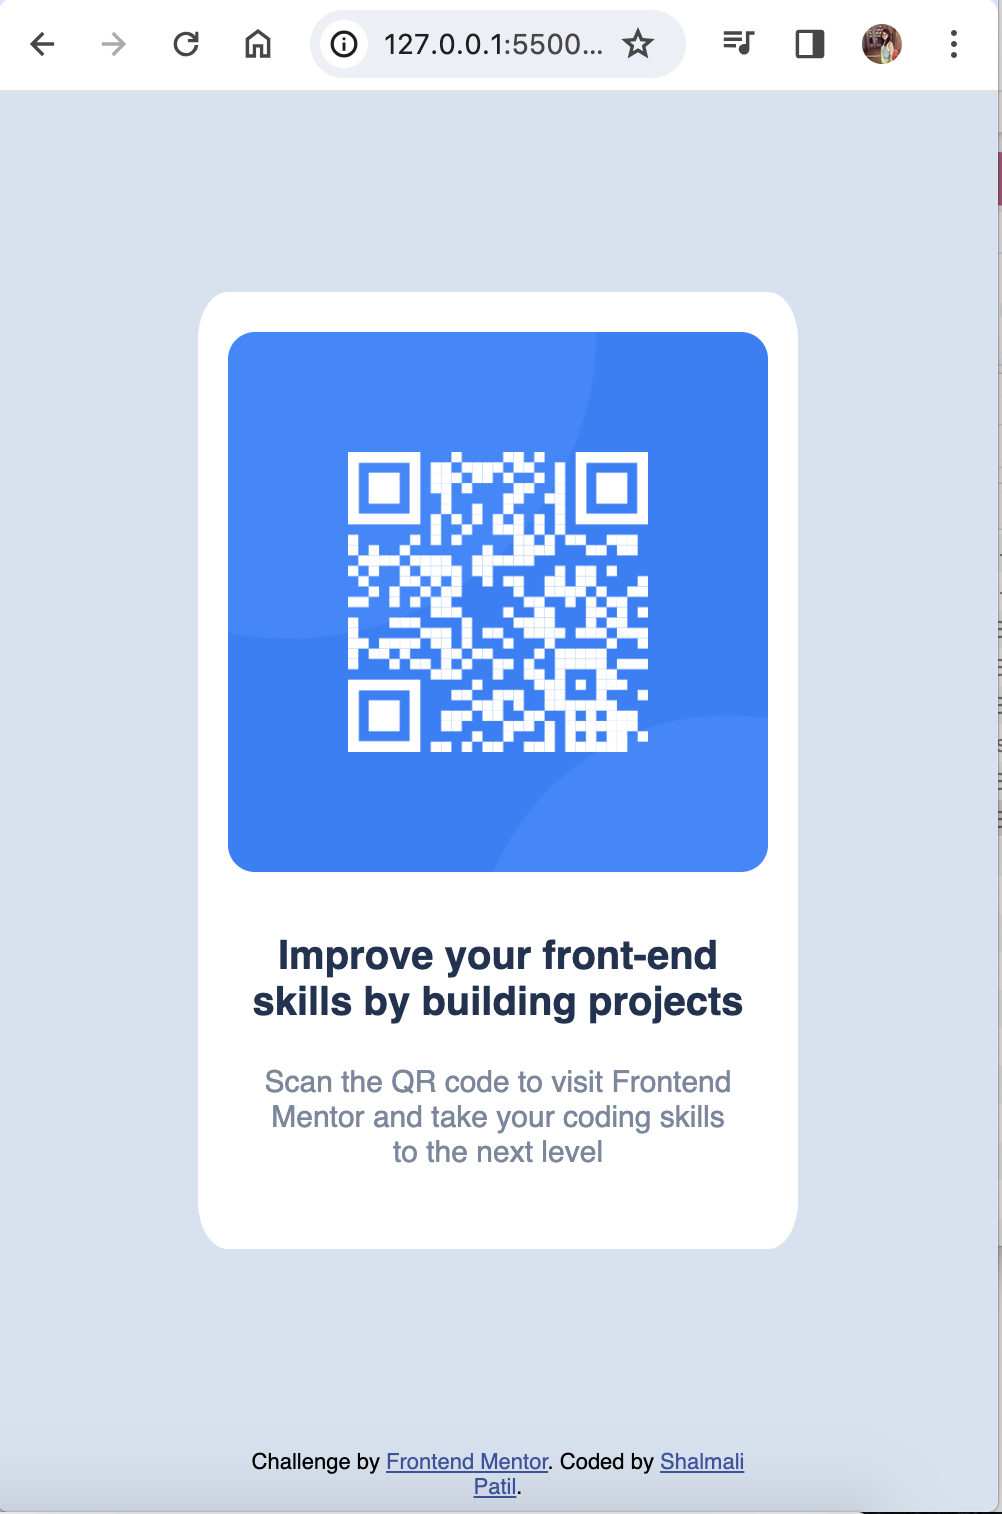 127.0.0.1:5500...
Improve your front-end
skills by building projects
Scan the QR code to visit Frontend
Mentor and take your coding skills
to the next level
Challenge by Frontend Mentor. Coded by Shalmali
Patil.